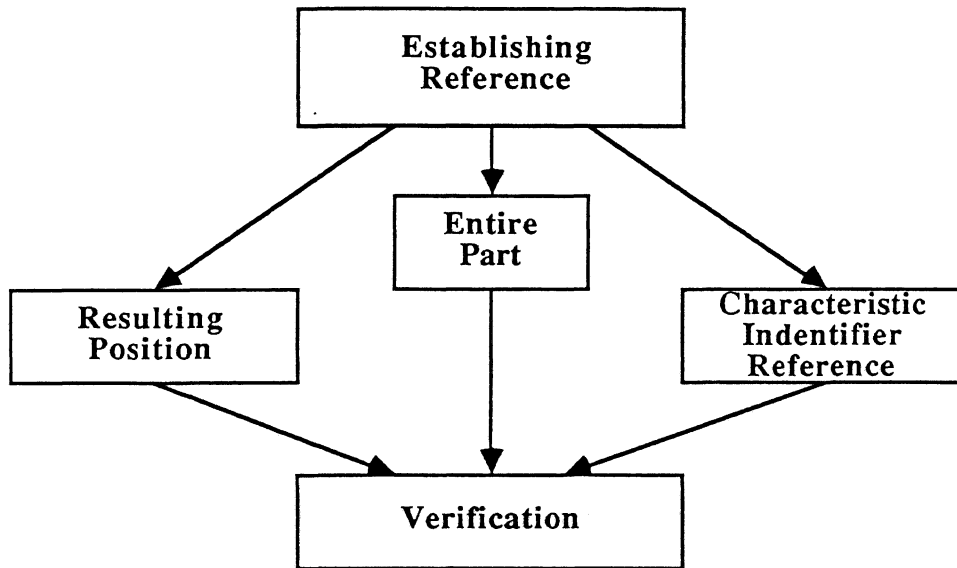 Establishing
Reference
Entire
Part
Resulting
Position
Characteristic
Indentifier
Reference
Verification